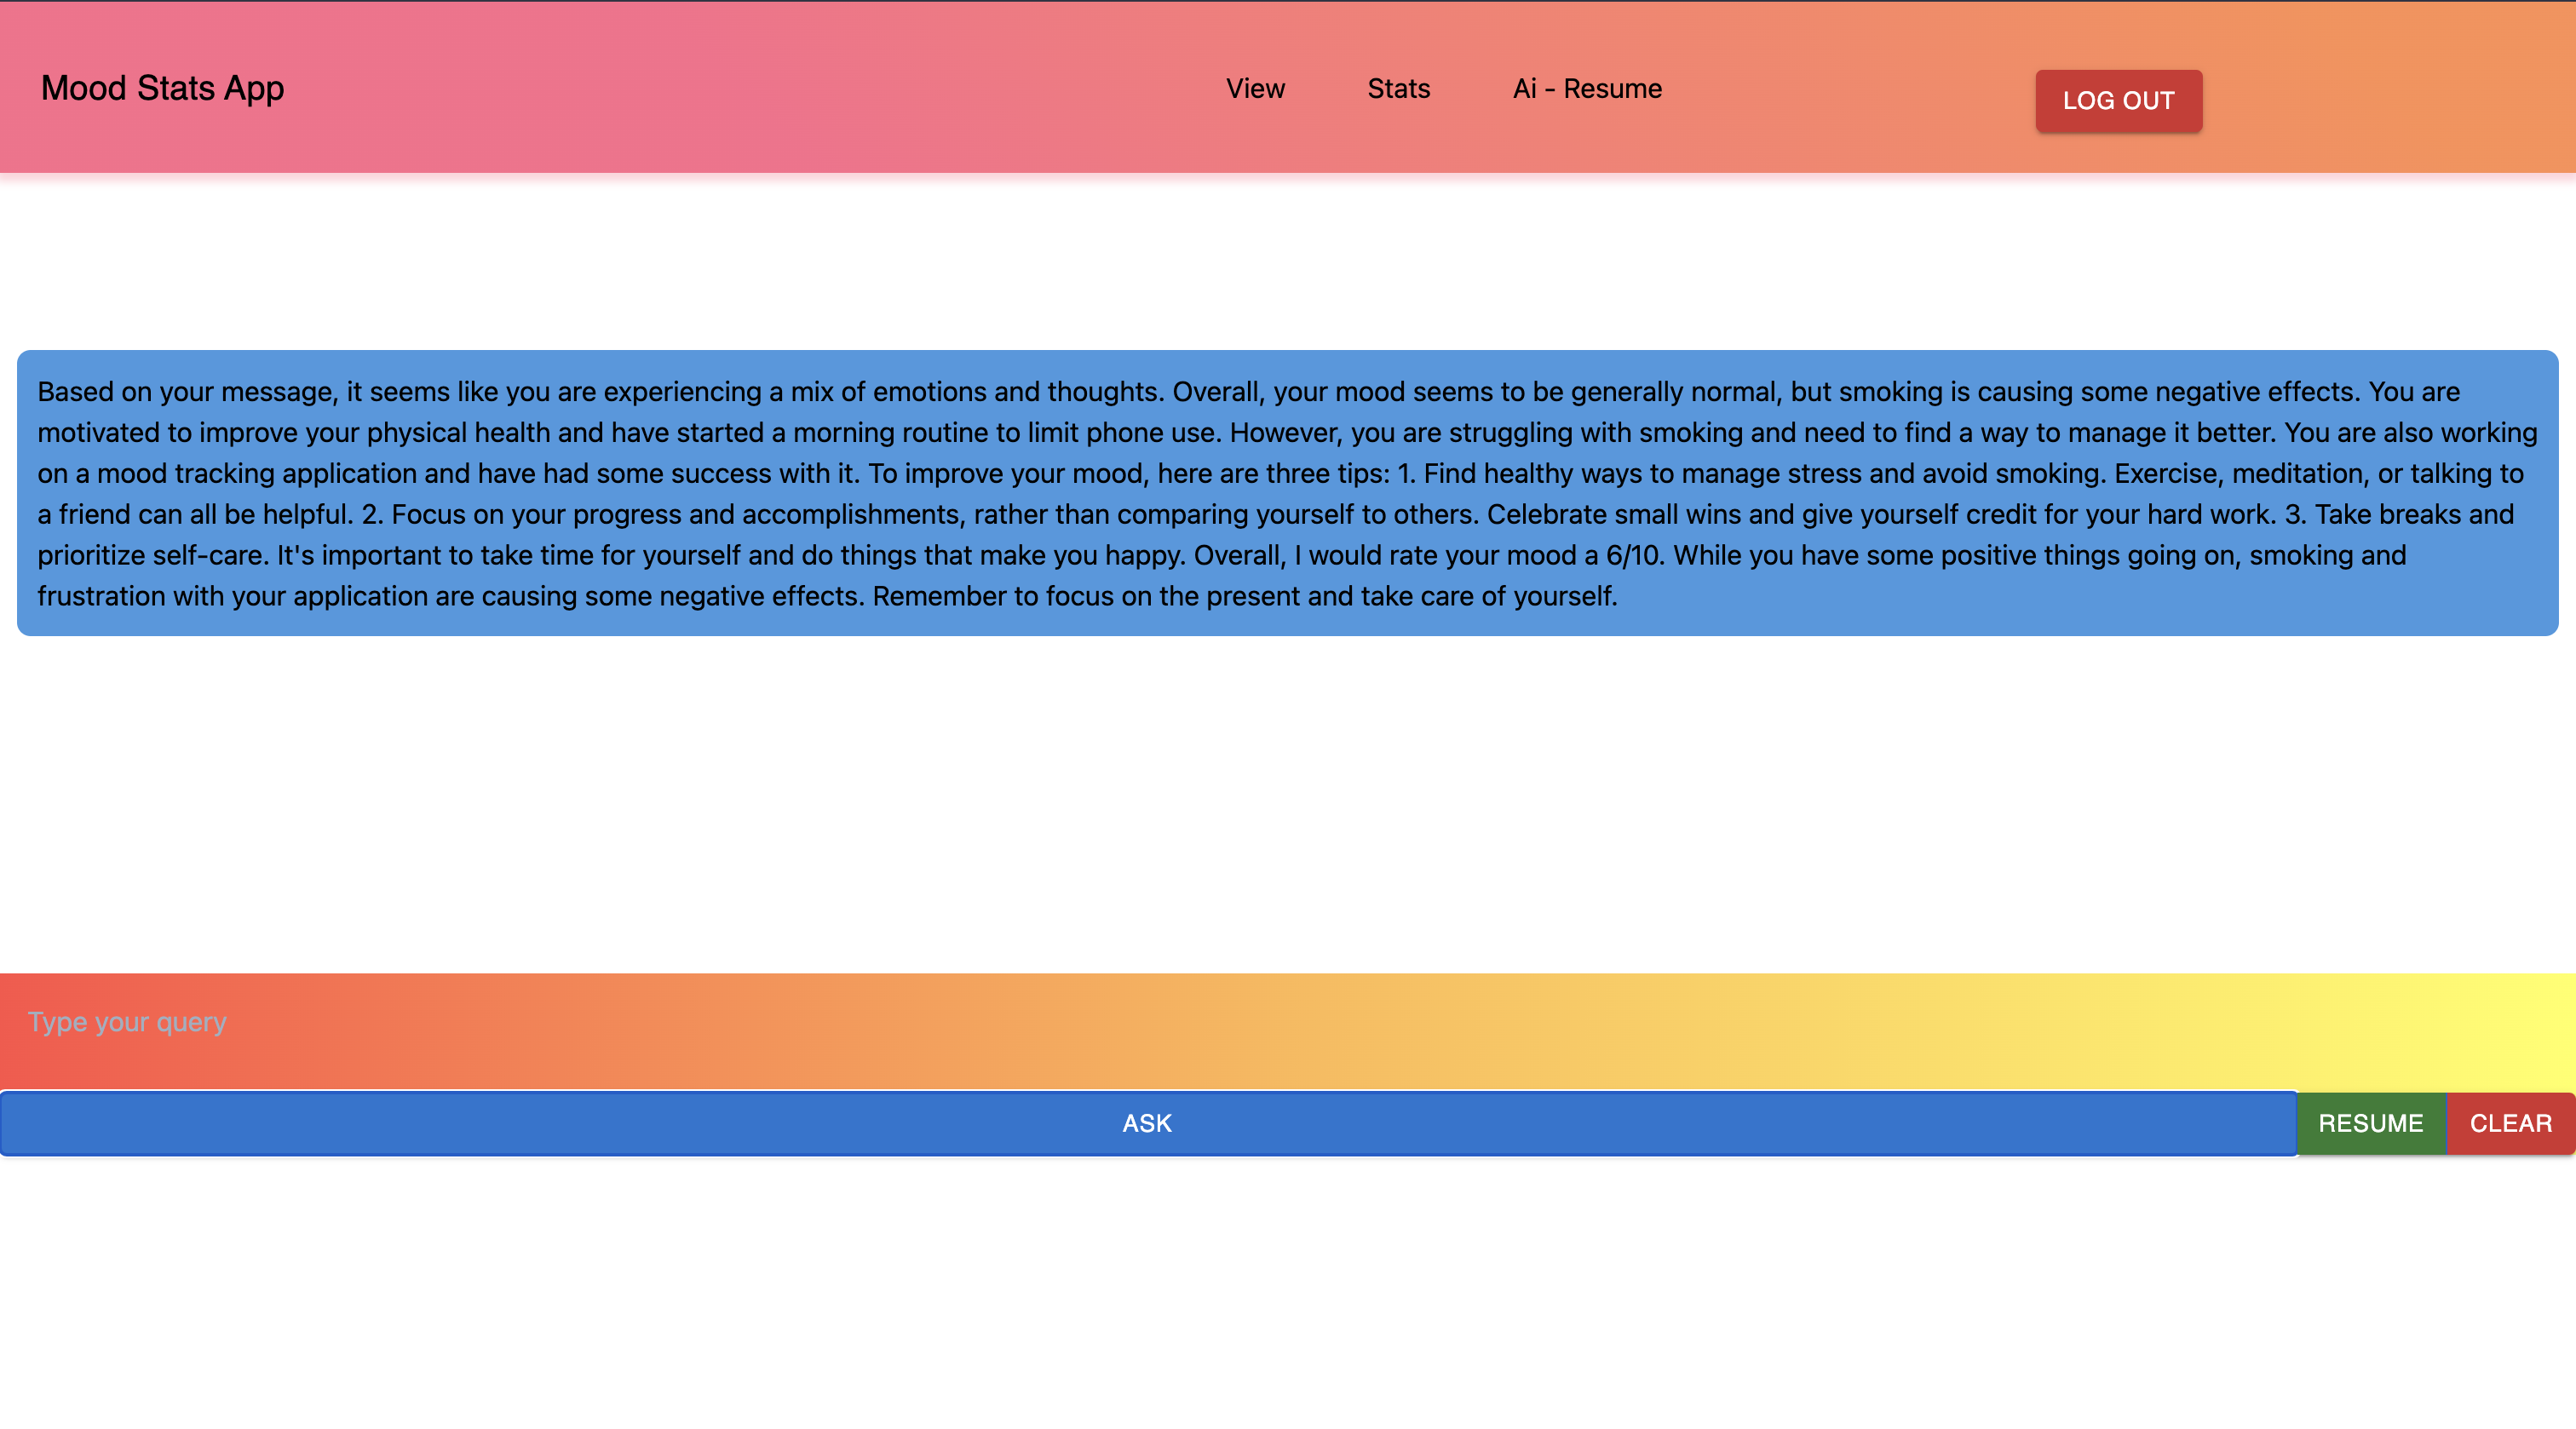 Mood Stats App
View
Stats
Ai - Resume
LOG OUT
Based on your message, it seems like you are experiencing a mix of emotions and thoughts. Overall, your mood seems to be generally normal, but smoking is causing some negative effects. You are
motivated to improve your physical health and have started a morning routine to limit phone use. However, you are struggling with smoking and need to find a way to manage it better. You are also working
on a mood tracking application and have had some success with it. To improve your mood, here are three tips: 1. Find healthy ways to manage stress and avoid smoking. Exercise, meditation, or talking to
a friend can all be helpful. 2. Focus on your progress and accomplishments, rather than comparing yourself to others. Celebrate small wins and give yourself credit for your hard work. 3. Take breaks and
prioritize self-care. It's important to take time for yourself and do things that make you happy. Overall, I would rate your mood a 6/10. While you have some positive things going on, smoking and
frustration with your application are causing some negative effects. Remember to focus on the present and take care of yourself.
Type your query
ASK
RESUME
CLEAR